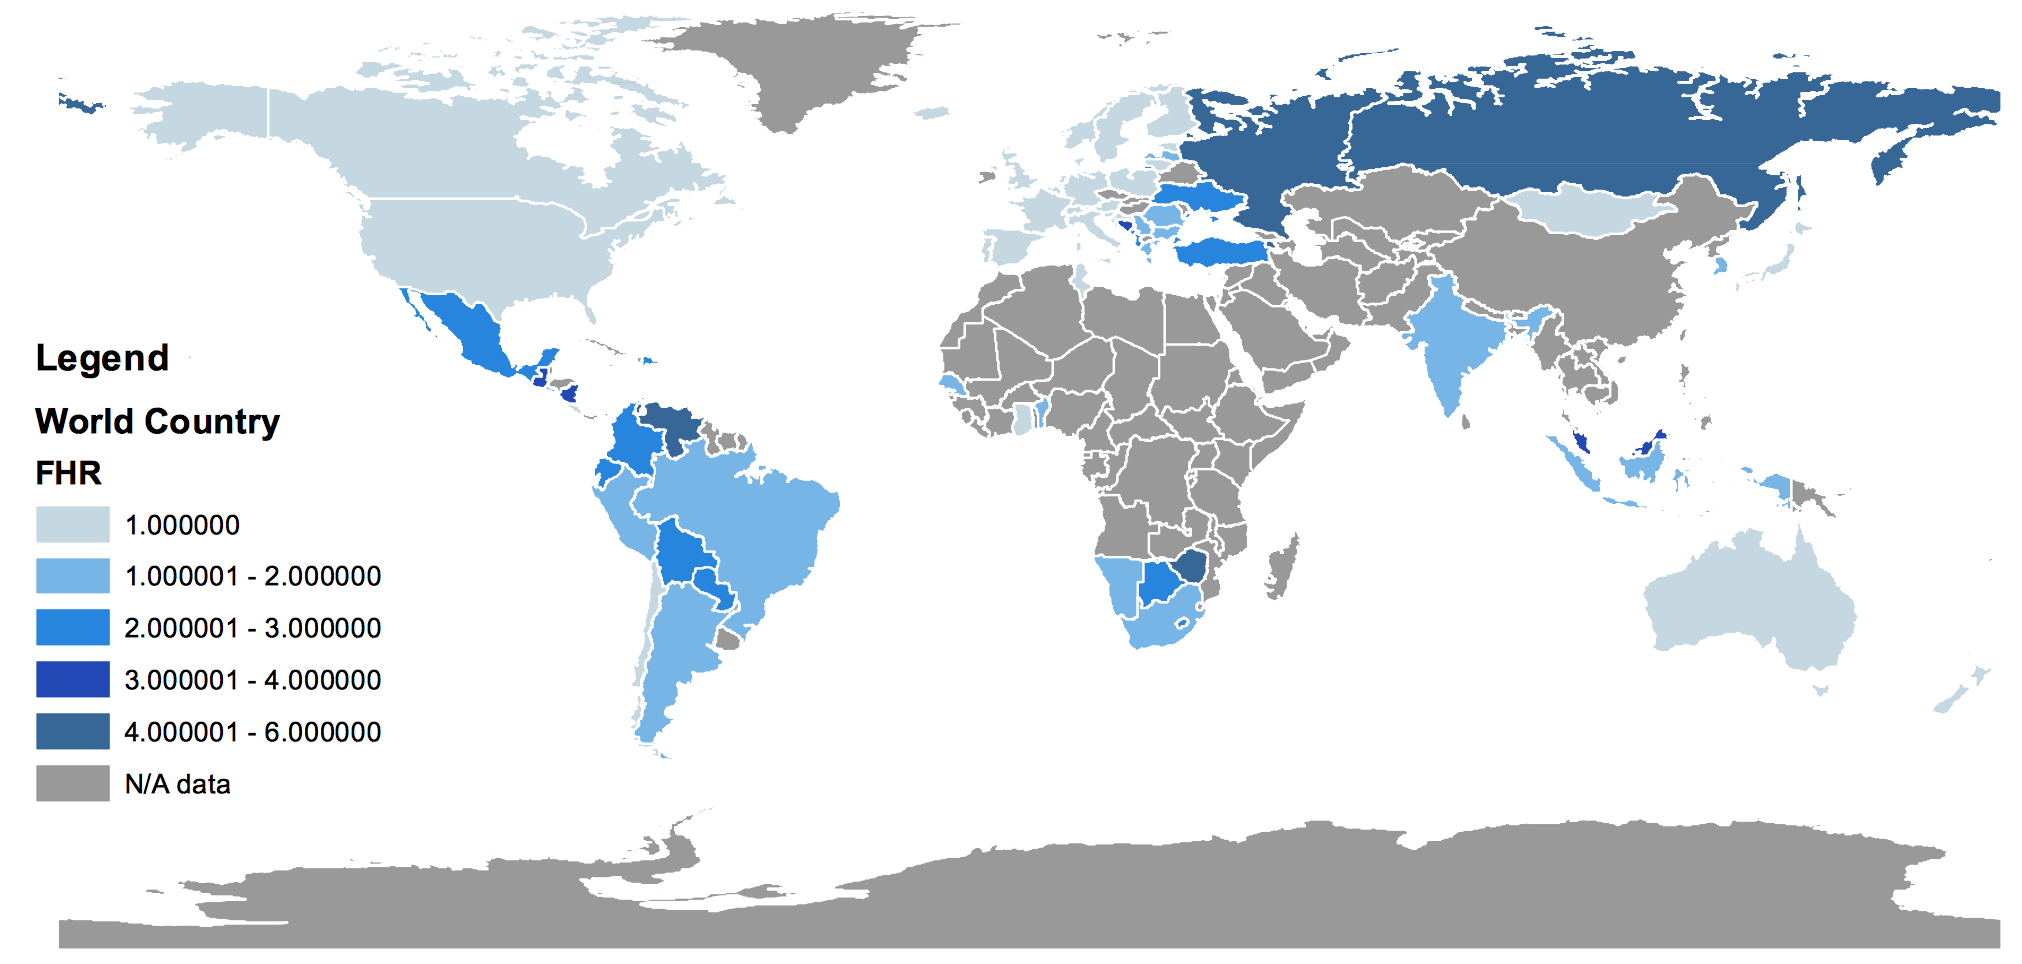 Legend
World Country
FHR
1.000000
1.000001 - 2.000000
2.000001 - 3.000000
3.000001 - 4.000000
4.000001 - 6.000000
N/A data